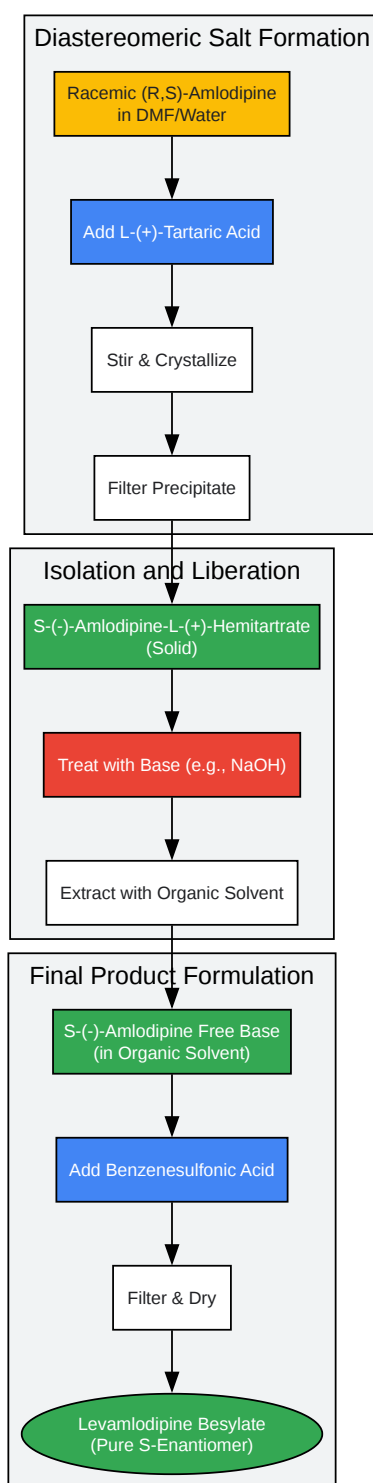 Diastereomeric Salt Formation
Racemic (R,S)-Amlodipine
in DMF/Water
Add L-(+)-Tartaric Acid
Stir & Crystallize
Filter Precipitate
Isolation and Liberation
S-(-)-Amlodipine-L-(+)-Hemitartrate
(Solid)
Treat with Base (e.g., NaOH)
Extract with Organic Solvent
Final Product Formulation
S-(-)-Amlodipine Free Base
(in Organic Solvent)
Add Benzenesulfonic Acid
Filter & Dry
Levamlodipine Besylate
(Pure S-Enantiomer)